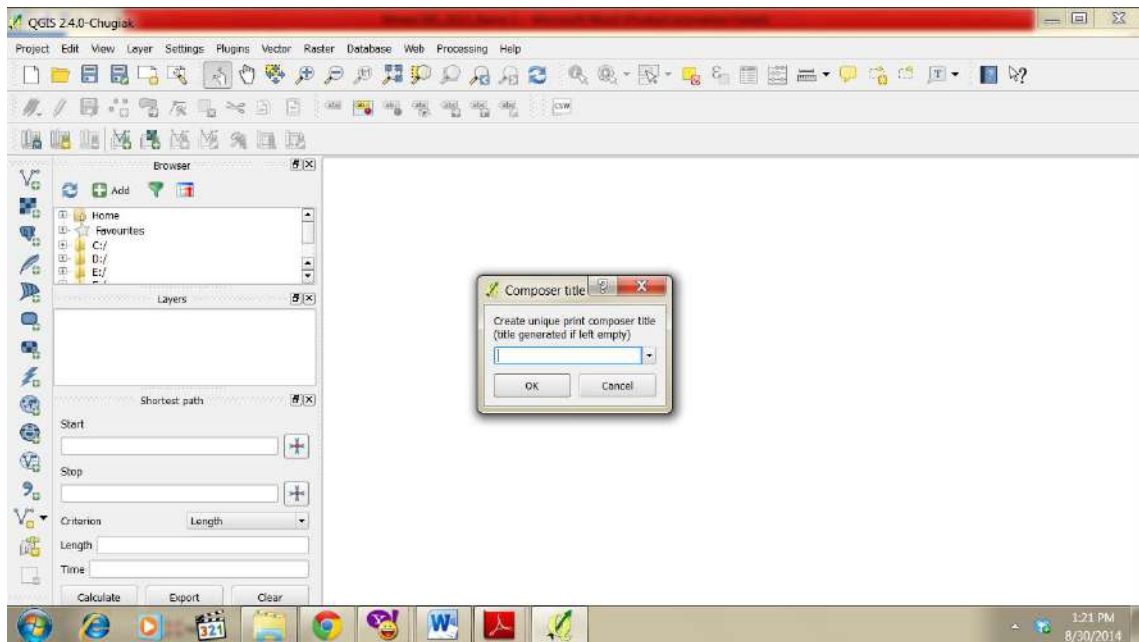 QGIS 2.4.0-Chugiak
Project Edit View Layer Settings Plugins Vector Raster Database Web Processing Help
CSW
Browser
Add
Home
Favourites
C:/
D:/
E:/
Layers
Shortest path
Start
Stop
Criterion Length
Length
Time
Calculate Export Clear
Composer title
Create unique print composer title
(title generated if left empty)
OK Cancel
321
1:21 PM
8/30/2014